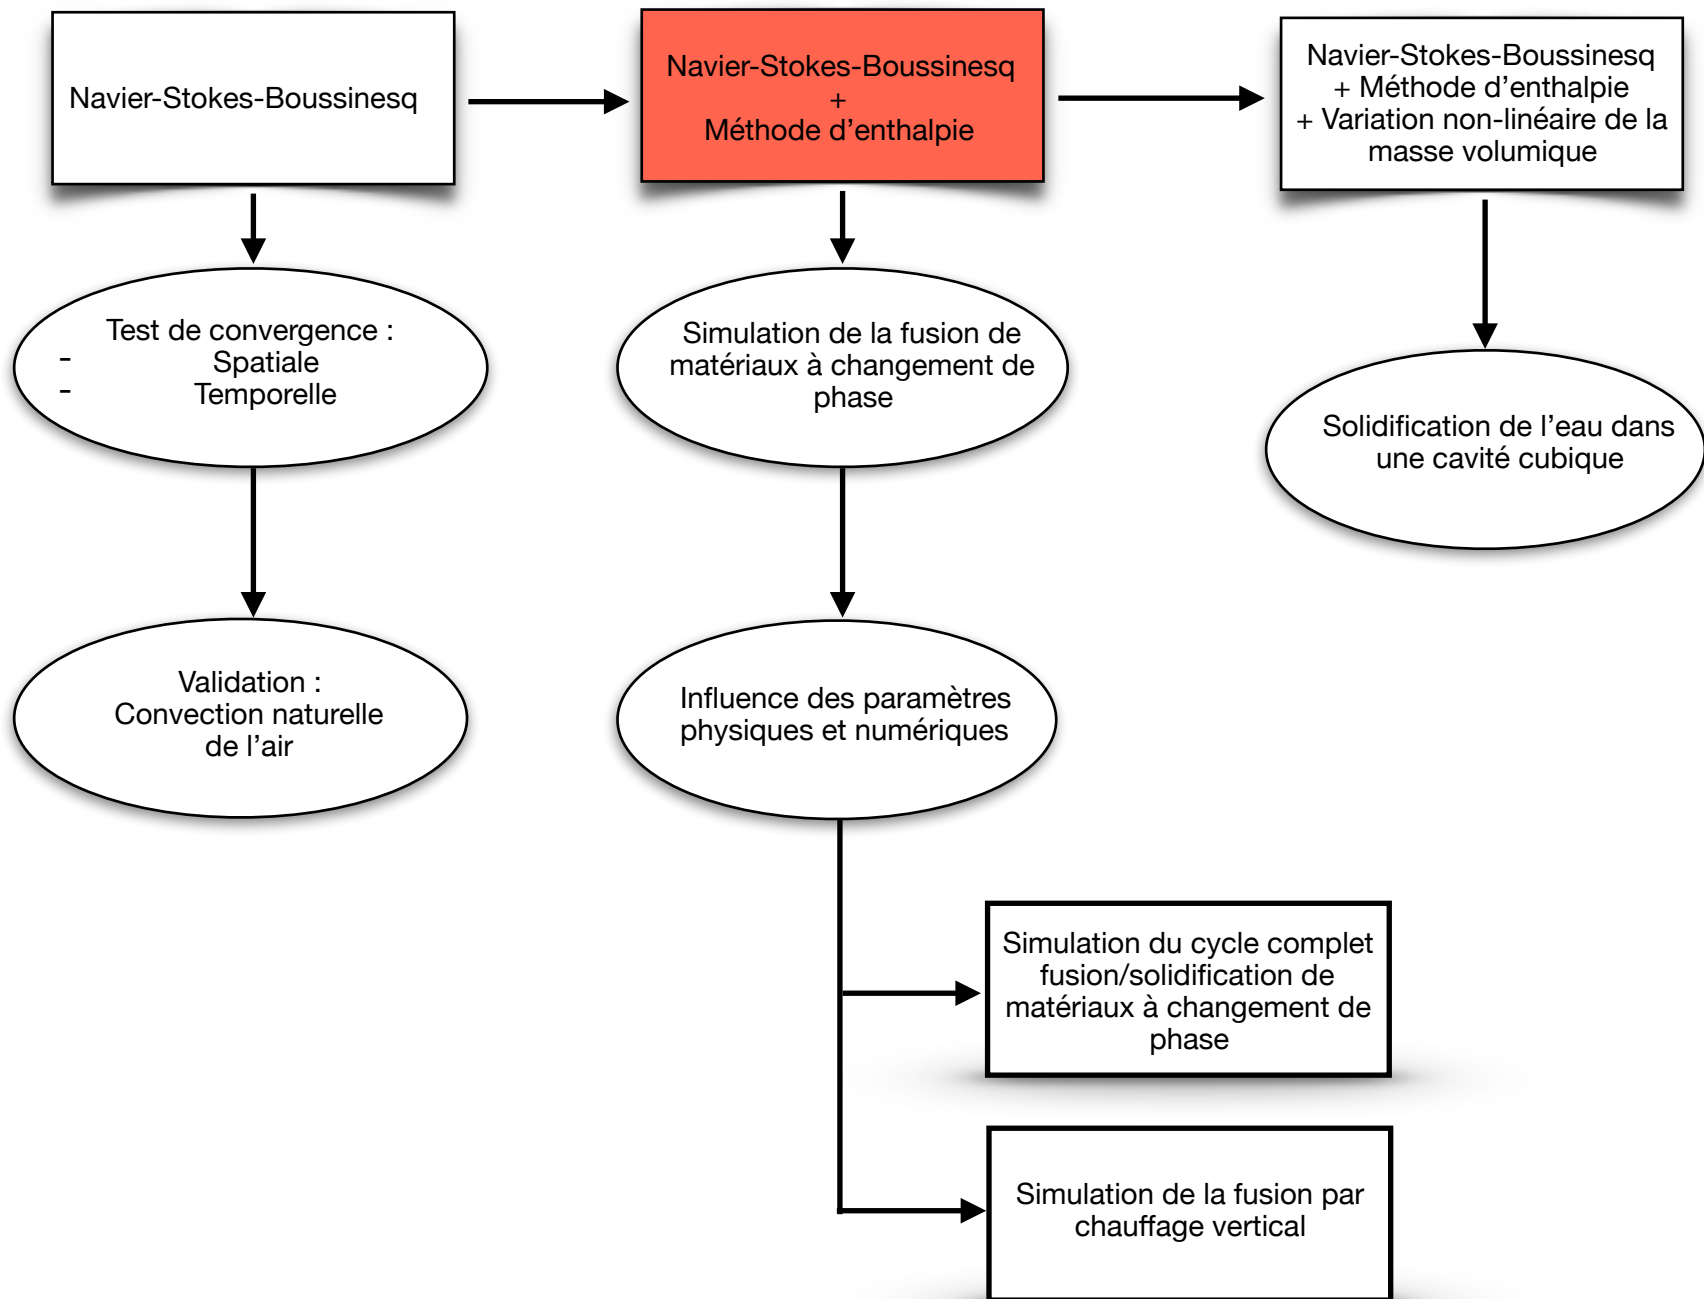 Navier-Stokes-Boussinesq
Navier-Stokes-Boussinesq
+
Méthode d'enthalpie
Navier-Stokes-Boussinesq
+ Méthode d'enthalpie
+ Variation non-linéaire de la
masse volumique
Test de convergence :
- Spatiale
- Temporelle
Simulation de la fusion de
matériaux à changement de
phase
Solidification de l'eau dans
une cavité cubique
Validation :
Convection naturelle
de l'air
Influence des paramètres
physiques et numériques
Simulation du cycle complet
fusion/solidification de
matériaux à changement de
phase
Simulation de la fusion par
chauffage vertical